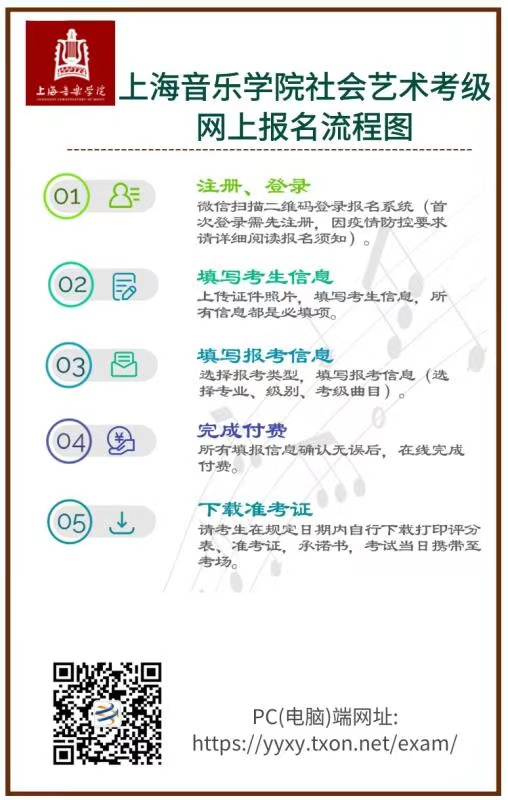 上海音乐学院
SHANGHAI CONSERVATORY OF MUSIC
上海音乐学院社会艺术考级
网上报名流程图
01
注册、登录
微信扫描二维码登录报名系统（首
次登录需先注册，因疫情防控要求
请详细阅读报名须知）。
02
填写考生信息
上传证件照片，填写考生信息，所
有信息都是必填项。
03
填写报考信息
选择报考类型，填写报考信息（选
择专业、级别、考级曲目）。
04
完成付费
所有填报信息确认无误后，在线完成
付费。
05
下载准考证
请考生在规定日期内自行下载打印评分
表、准考证，承诺书，考试当日携带至
考场。
PC(电脑)端网址:
https://yyxy.txon.net/exam/